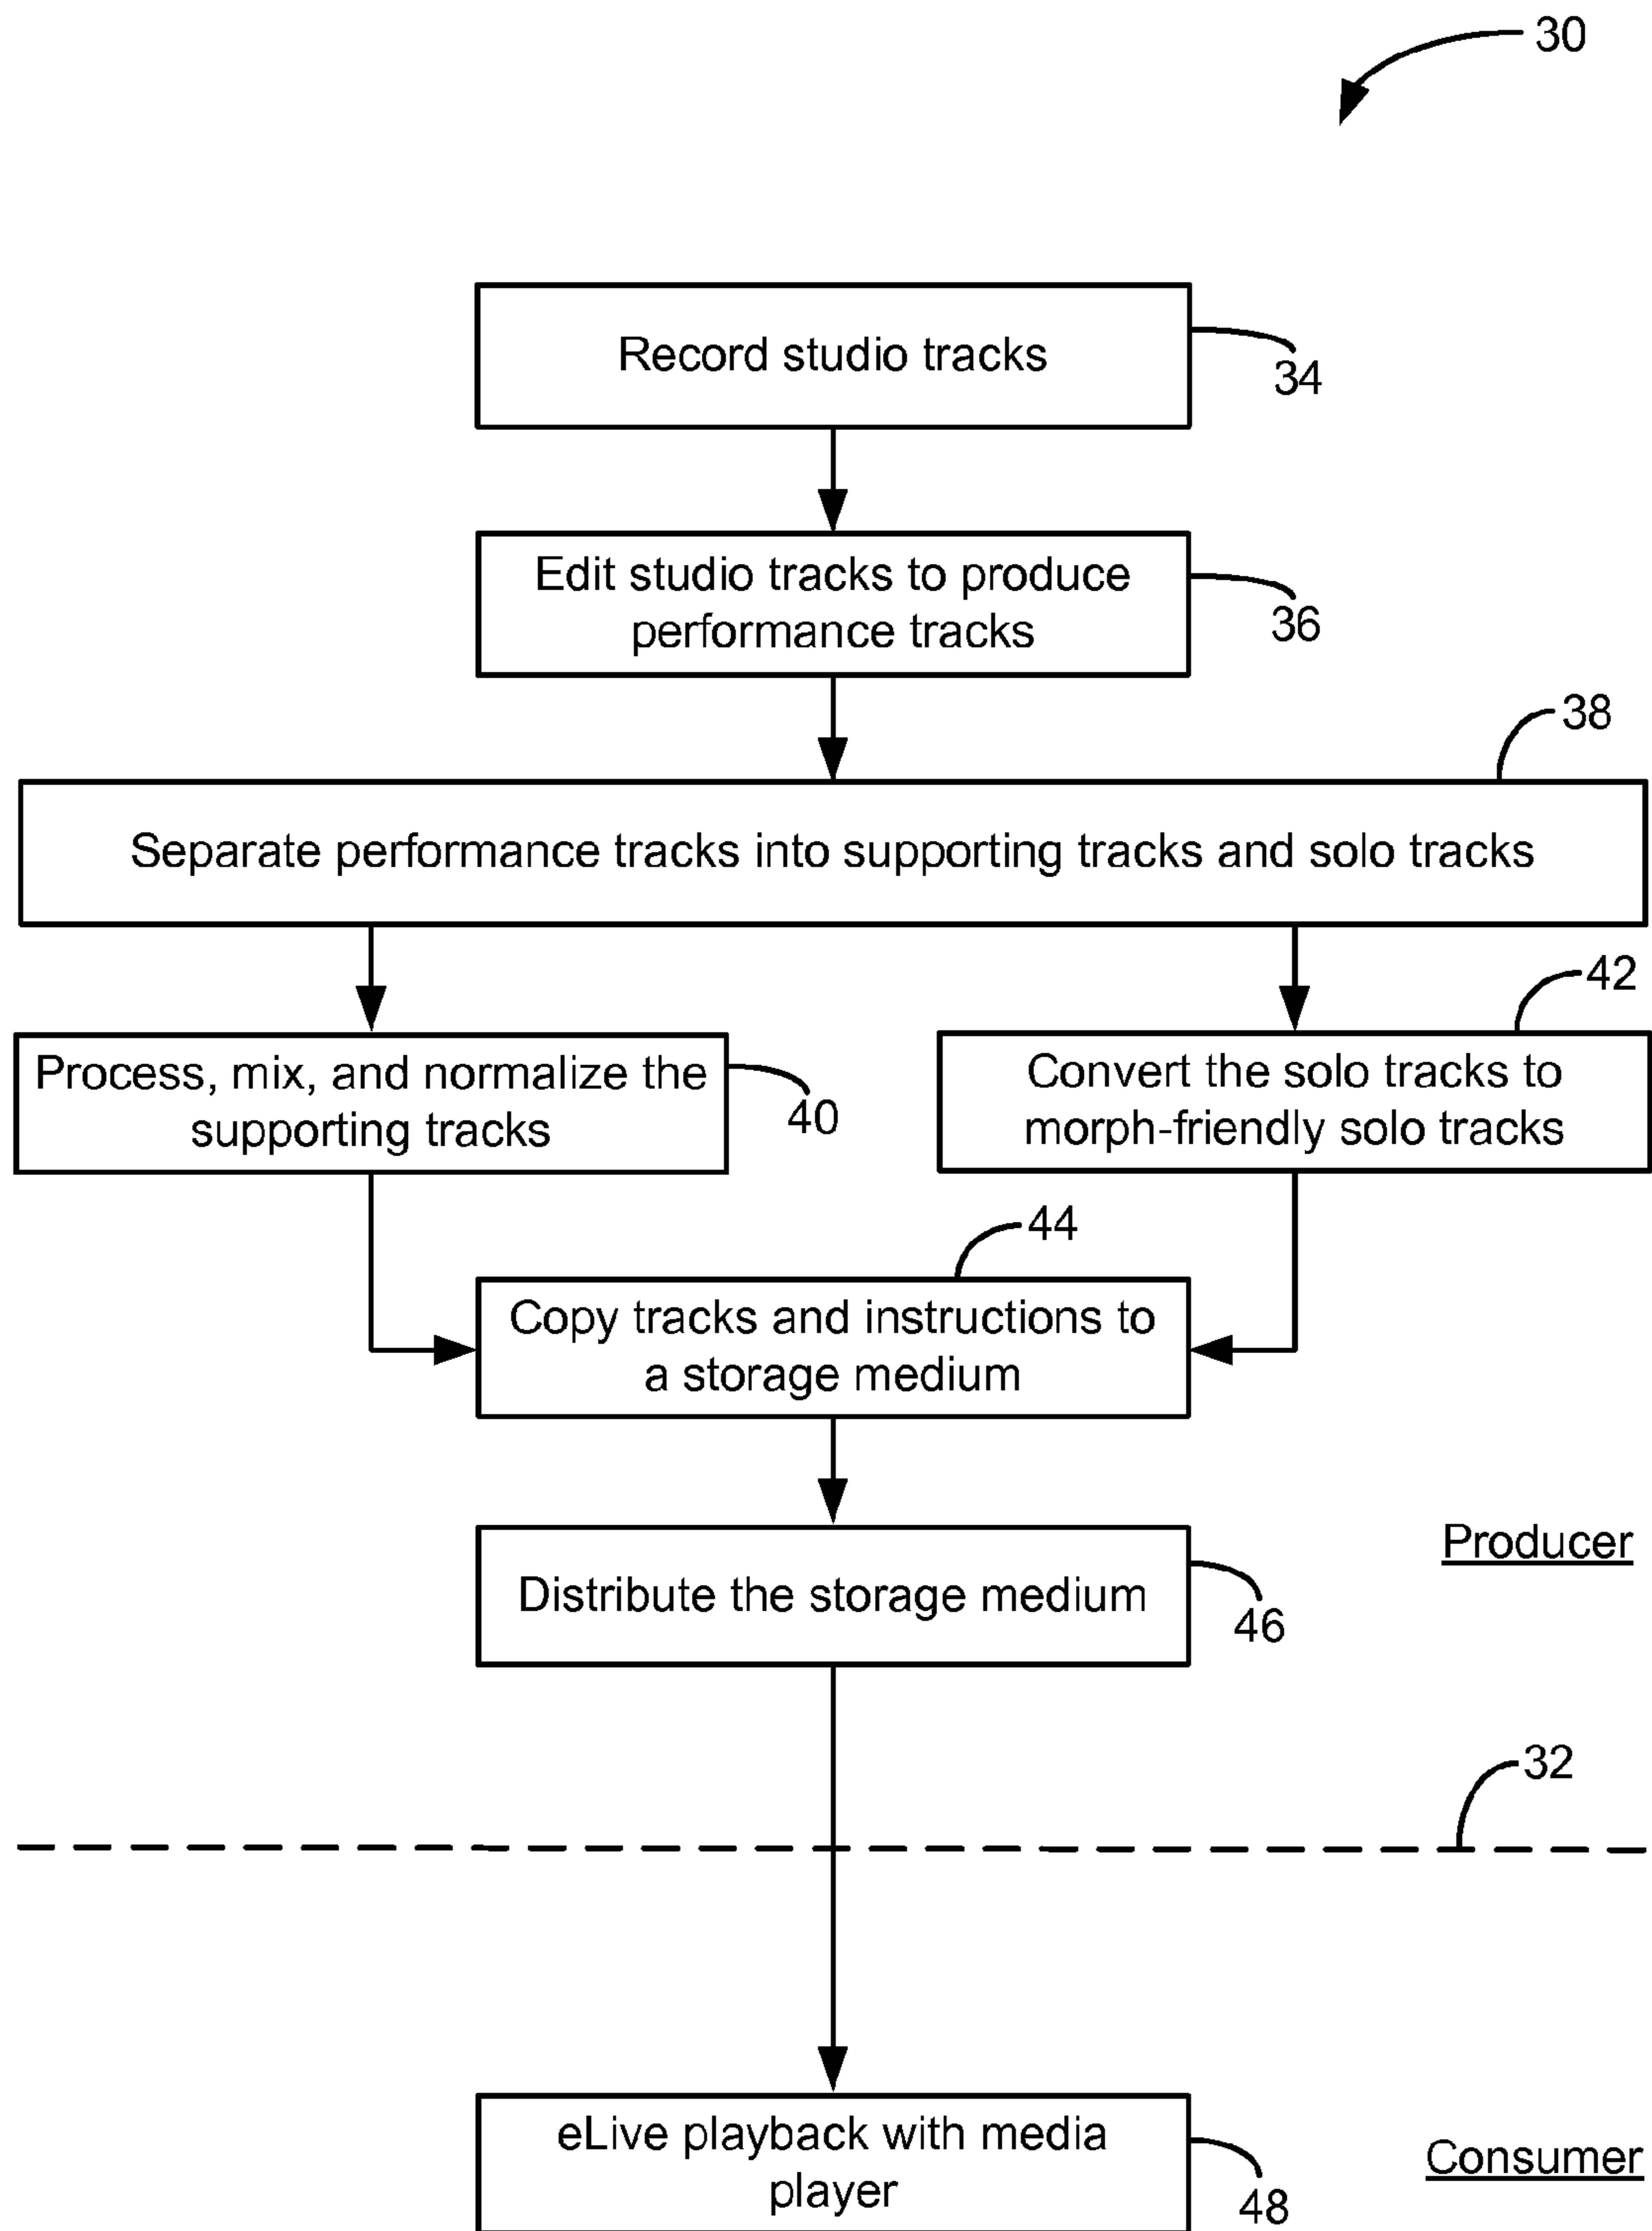 30
Record studio tracks
34
Edit studio tracks to produce
performance tracks
36
38
Separate performance tracks into supporting tracks and solo tracks
42
Process, mix, and normalize the
supporting tracks
40
Convert the solo tracks to
morph-friendly solo tracks
44
Copy tracks and instructions to
a storage medium
Producer
Distribute the storage medium
46
32
eLive playback with media
player
Consumer
48